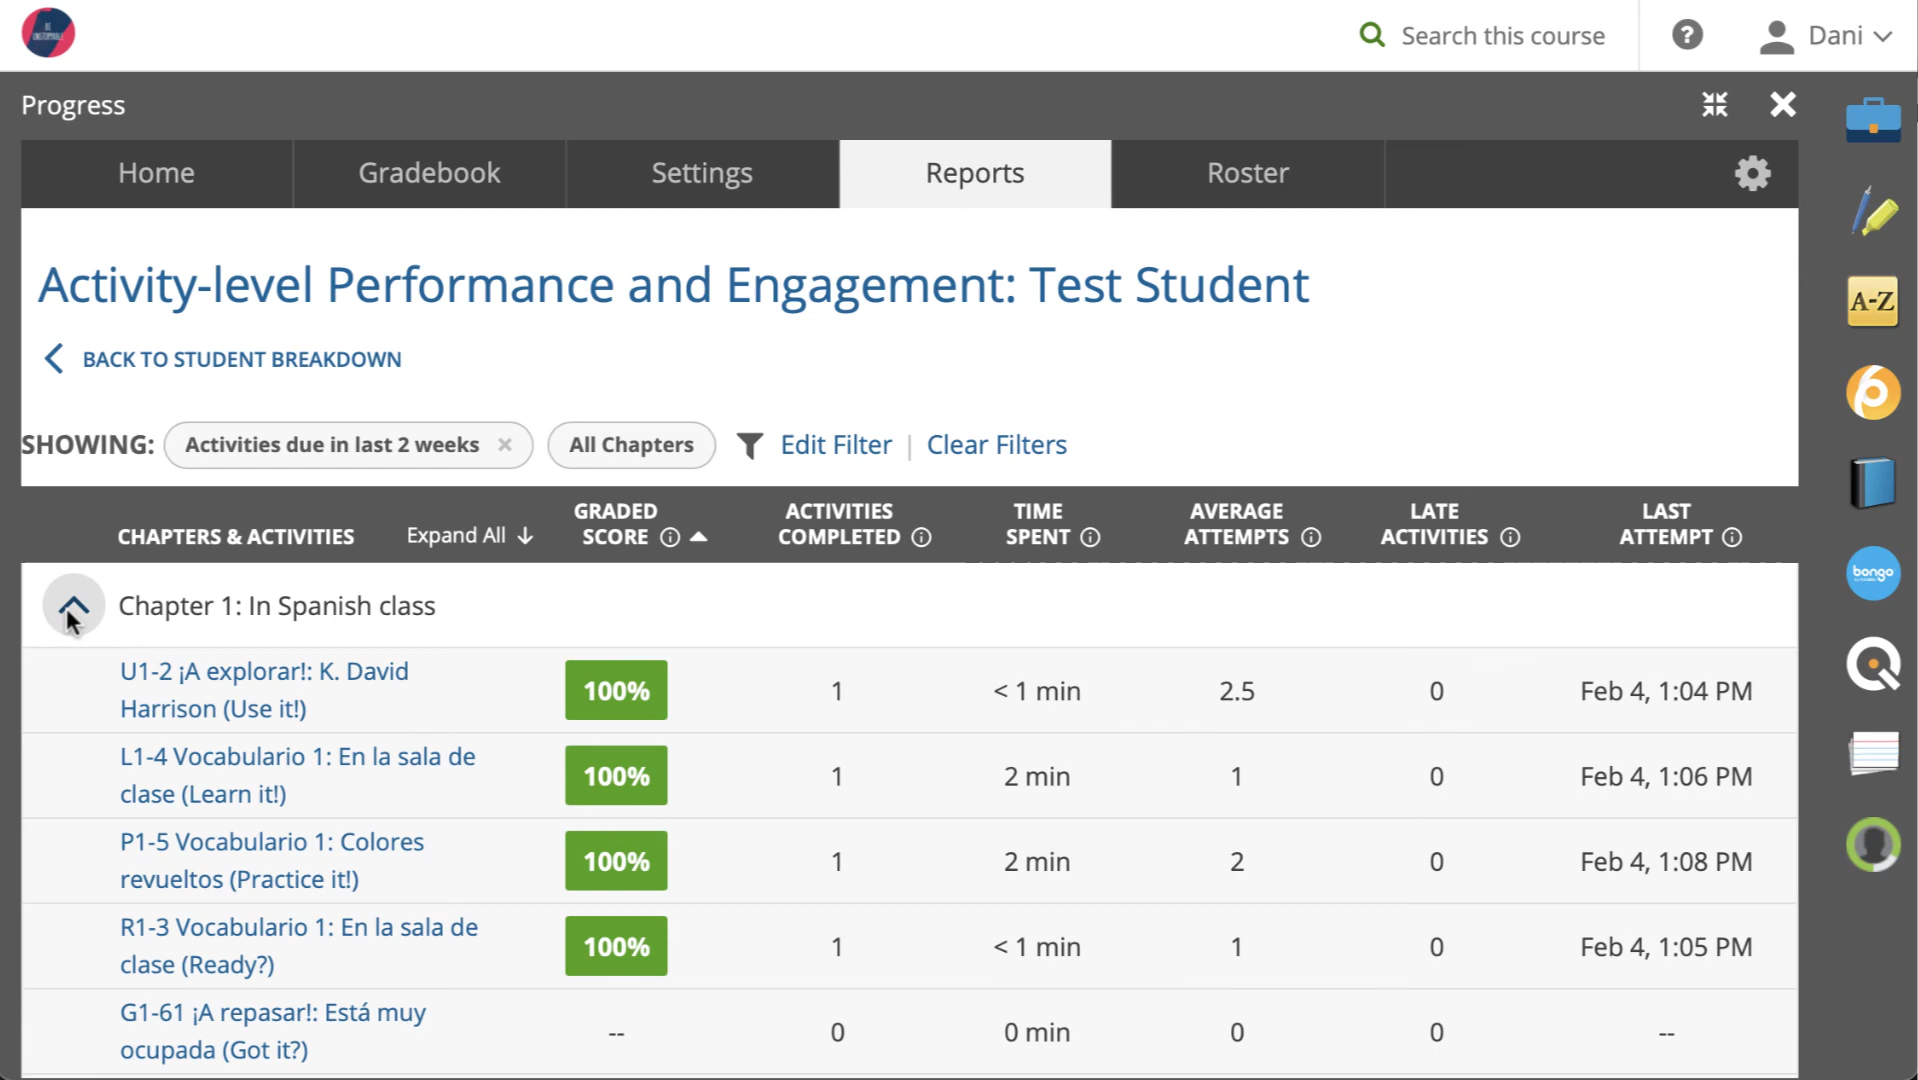 BE
UNSTOPPABLE
Search this course
?
Dani
Progress
Home
Gradebook
Settings
Reports
Roster
Activity-level Performance and Engagement: Test Student
BACK TO STUDENT BREAKDOWN
SHOWING: Activities due in last 2 weeks × All Chapters Edit Filter | Clear Filters
CHAPTERS & ACTIVITIES Expand All ↓
GRADED
SCORE
ACTIVITIES
COMPLETED
TIME
SPENT
AVERAGE
ATTEMPTS
LATE
ACTIVITIES
LAST
ATTEMPT
Chapter 1: In Spanish class
U1-2 ¡A explorar!: K. David
Harrison (Use it!)
100% 1 < 1 min 2.5 0 Feb 4, 1:04 PM
L1-4 Vocabulario 1: En la sala de
clase (Learn it!)
100% 1 2 min 1 0 Feb 4, 1:06 PM
P1-5 Vocabulario 1: Colores
revueltos (Practice it!)
100% 1 2 min 2 0 Feb 4, 1:08 PM
R1-3 Vocabulario 1: En la sala de
clase (Ready?)
100% 1 < 1 min 1 0 Feb 4, 1:05 PM
G1-61 ¡A repasar!: Está muy
ocupada (Got it?)
-- 0 0 min 0 0 --
A-Z
bongo